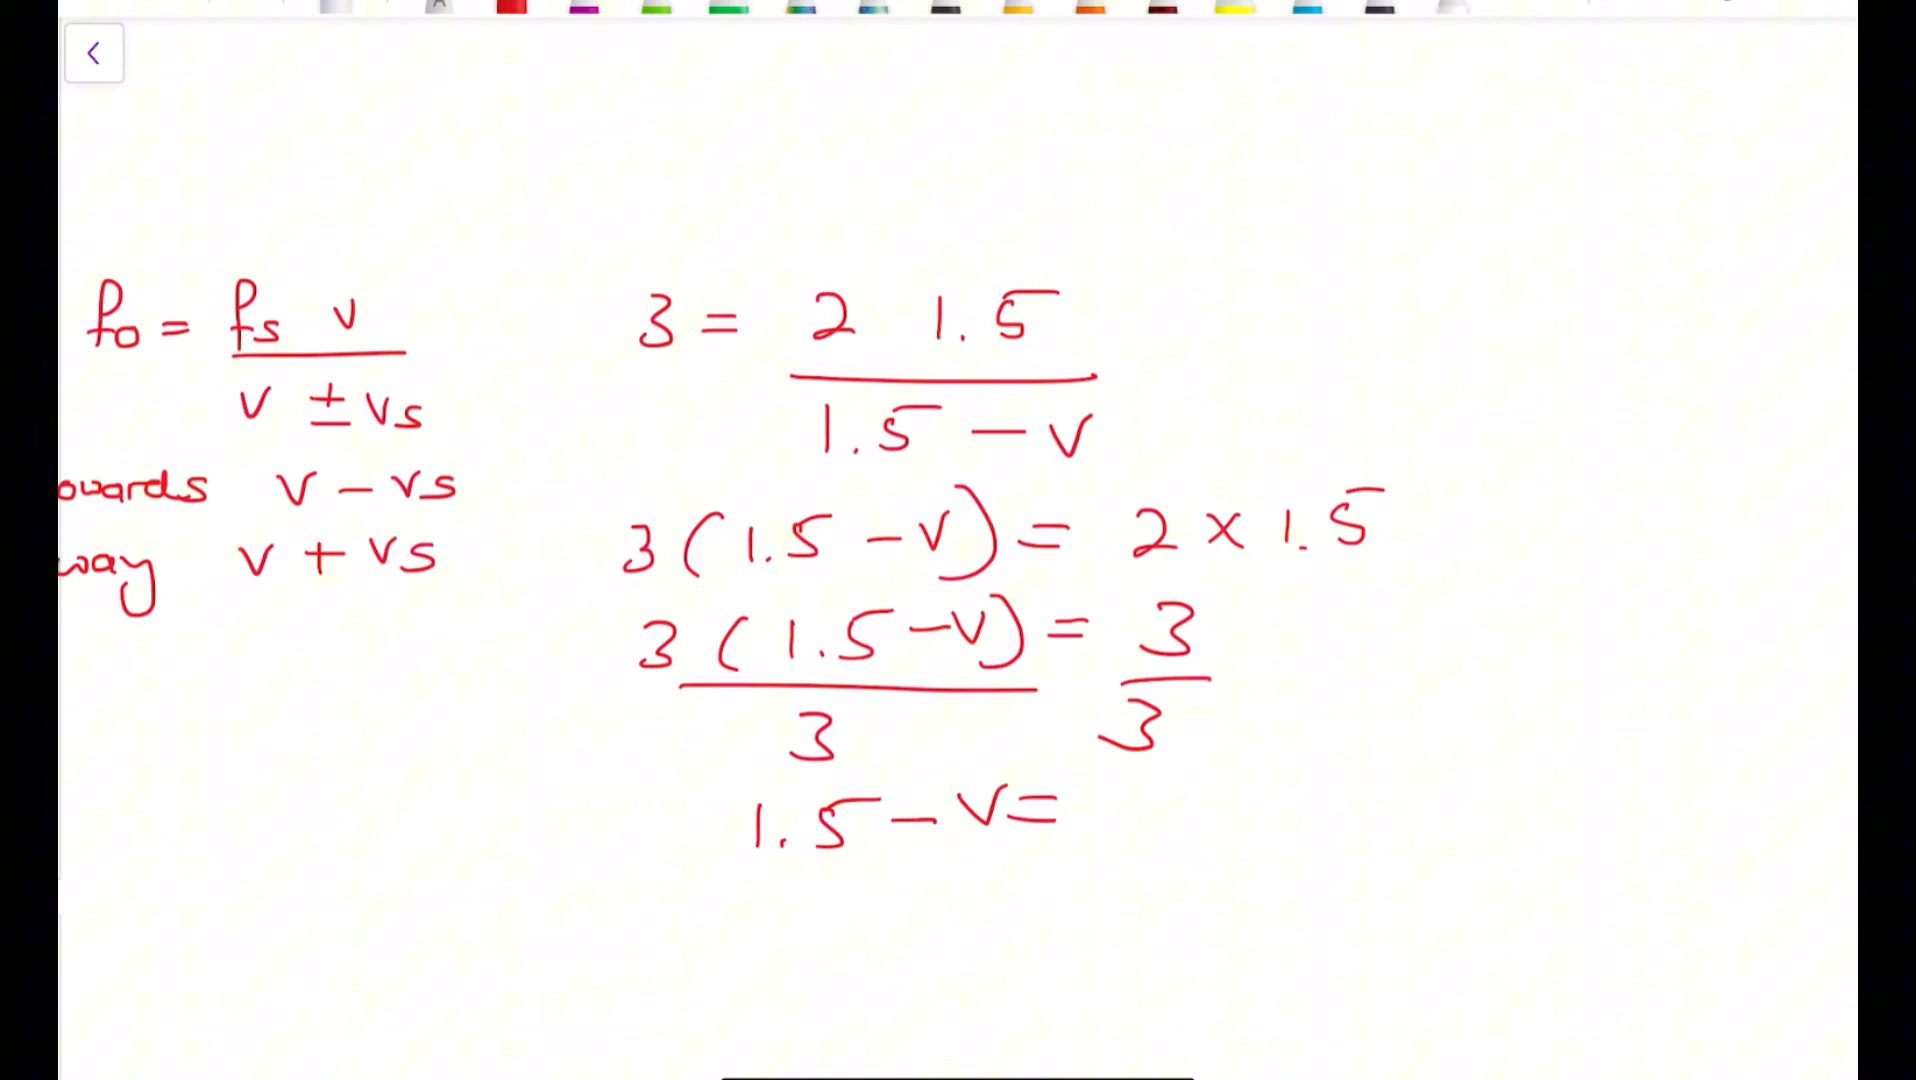 fo = fs v
v ± vs
owards v - vs
way v + vs
3 = 2 1.5
1.5 - v
3 (1.5 - v) = 2 × 1.5
3 (1.5 - v) = 3
3 3
1.5 - v =